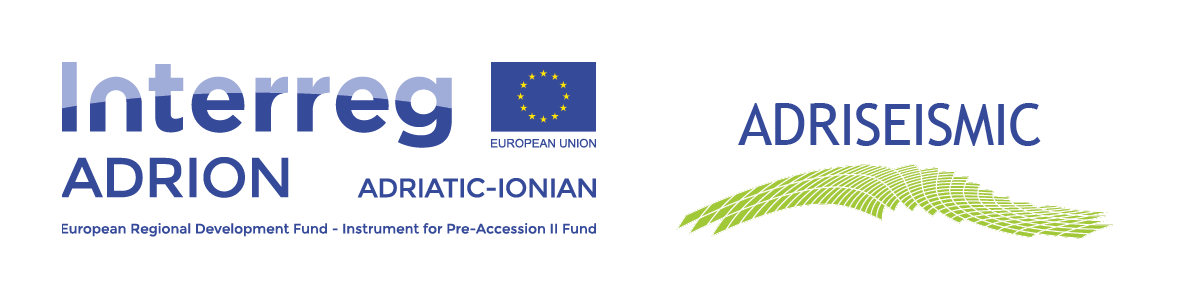 Interreg
EUROPEAN UNION
ADRION
ADRIATIC-IONIAN
European Regional Development Fund - Instrument for Pre-Accession II Fund
ADRISEISMIC